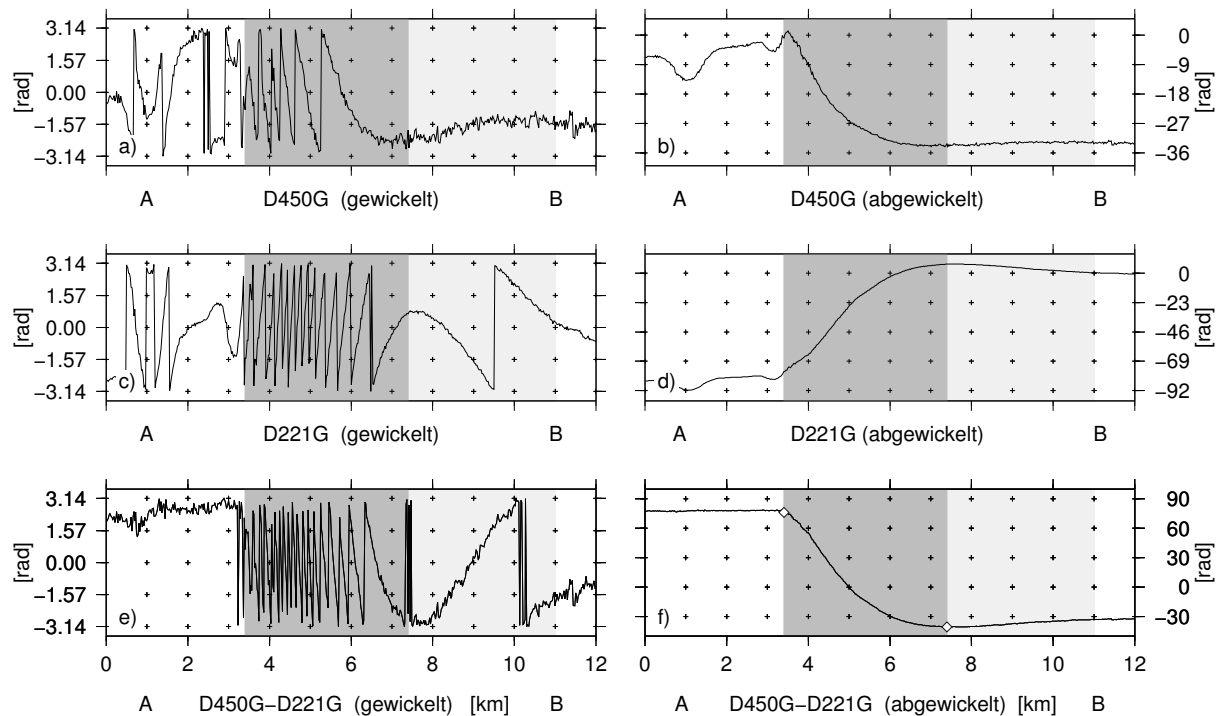 3.14
1.57
0.00
−1.57
−3.14
[rad]
a)
A D450G (gewickelt) B
0
−9
−18
−27
−36
[rad]
b)
A D450G (abgewickelt) B
3.14
1.57
0.00
−1.57
−3.14
[rad]
c)
A D221G (gewickelt) B
0
−23
−46
−69
−92
[rad]
d)
A D221G (abgewickelt) B
3.14
1.57
0.00
−1.57
−3.14
[rad]
e)
0 2 4 6 8 10 12
A D450G−D221G (gewickelt) [km] B
90
60
30
0
−30
[rad]
f)
0 2 4 6 8 10 12
A D450G−D221G (abgewickelt) [km] B